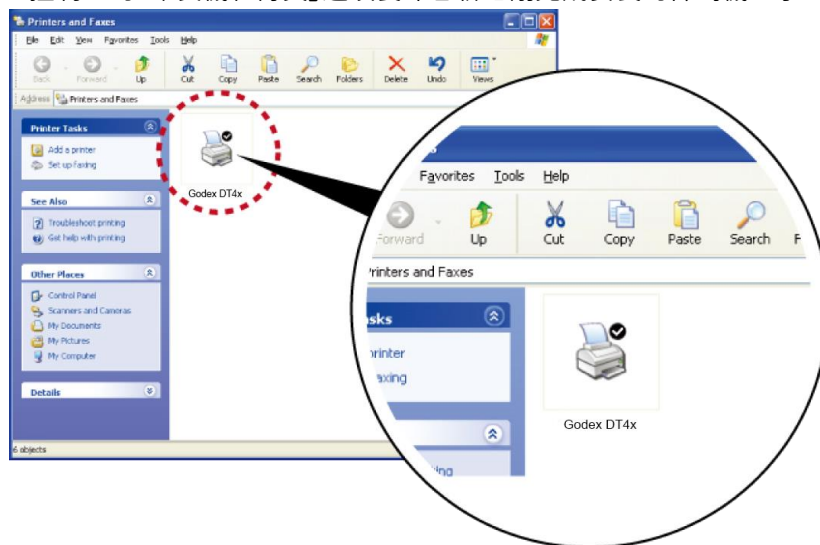 Printers and Faxes
File Edit View Favorites Tools Help
Back Forward Up Cut Copy Paste Search Folders Delete Undo Views
Address Printers and Faxes
Printer Tasks
Add a printer
Set up faxing
See Also
Troubleshoot printing
Get help with printing
Other Places
Control Panel
Scanners and Cameras
My Documents
My Pictures
My Computer
Details
6 objects
Godex DT4x
Favorites Tools Help
Forward Up Cut Copy Paste Search F
Printers and Faxes
asks
printer
axing
Godex DT4x
ing